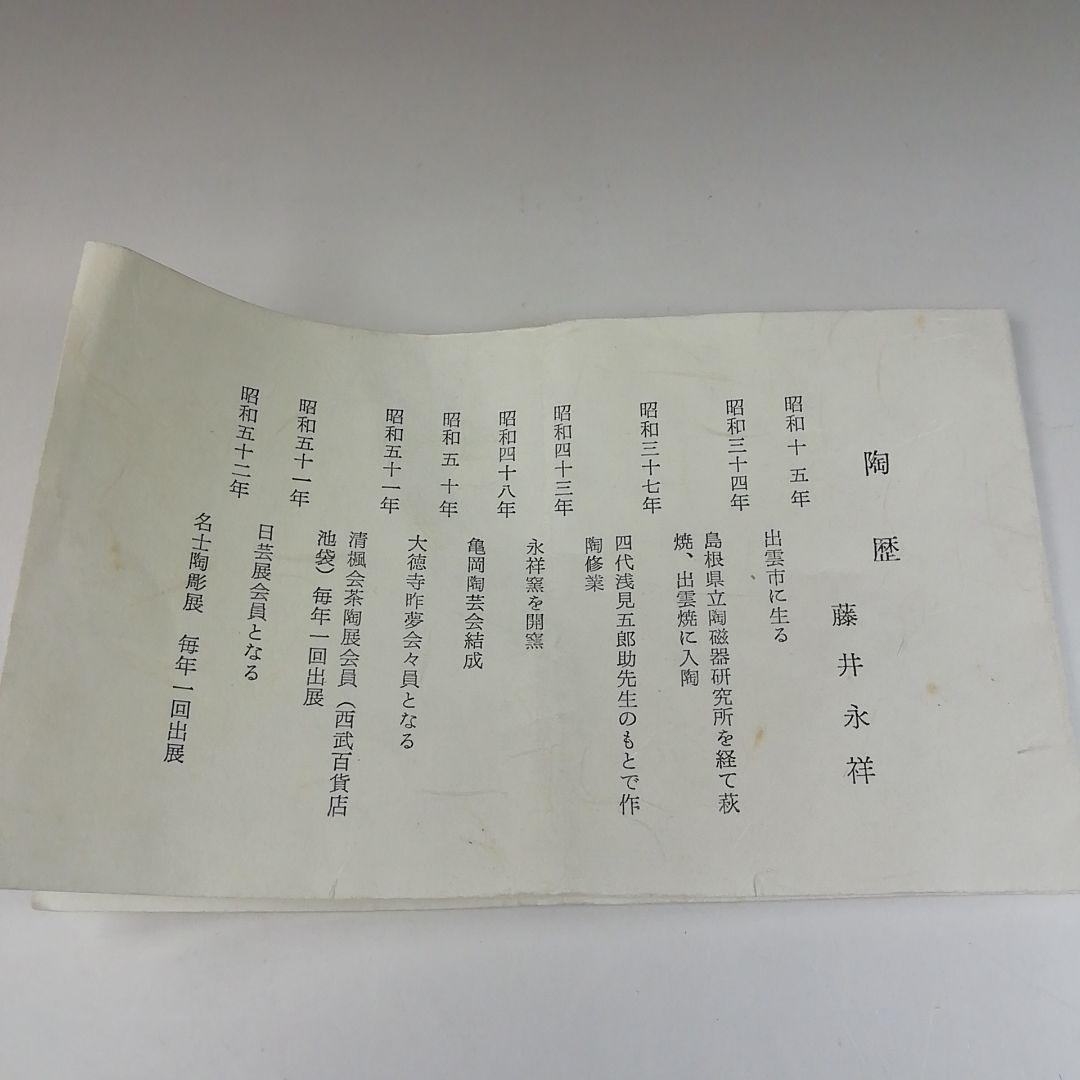 陶歴
藤井永祥
昭和十五年　出雲市に生る
昭和三十四年　島根県立陶磁器研究所を経て萩
焼、出雲焼に入陶
昭和三十七年　四代浅見五郎助先生のもとで作
陶修業
昭和四十三年　永祥窯を開窯
昭和四十八年　亀岡陶芸会結成
昭和五十年　大徳寺昨夢会々員となる
昭和五十一年　清楓会茶陶展会員（西武百貨店
池袋）毎年一回出展
昭和五十一年　日芸展会員となる
昭和五十二年　名士陶彫展　毎年一回出展